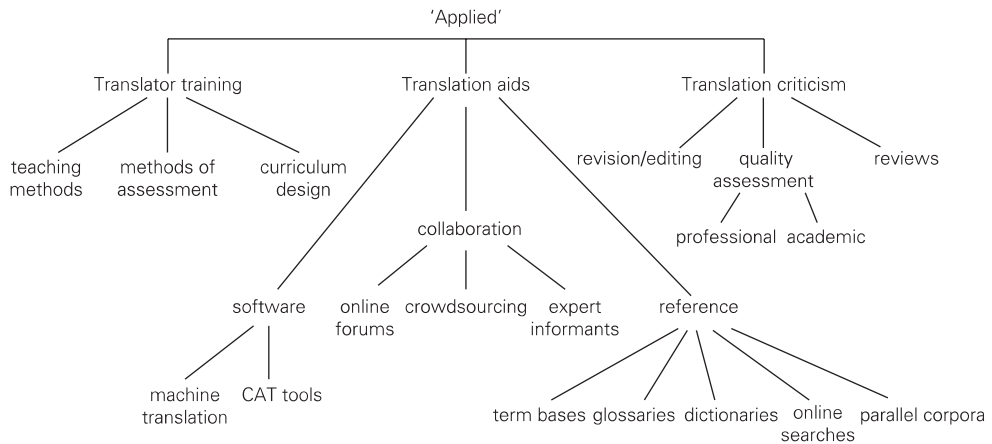 ‘Applied’
Translator training
Translation aids
Translation criticism
teaching
methods
methods of
assessment
curriculum
design
revision/editing
quality
assessment
reviews
professional
academic
collaboration
software
online
forums
crowdsourcing
expert
informants
reference
machine
translation
CAT tools
term bases
glossaries
dictionaries
online
searches
parallel corpora